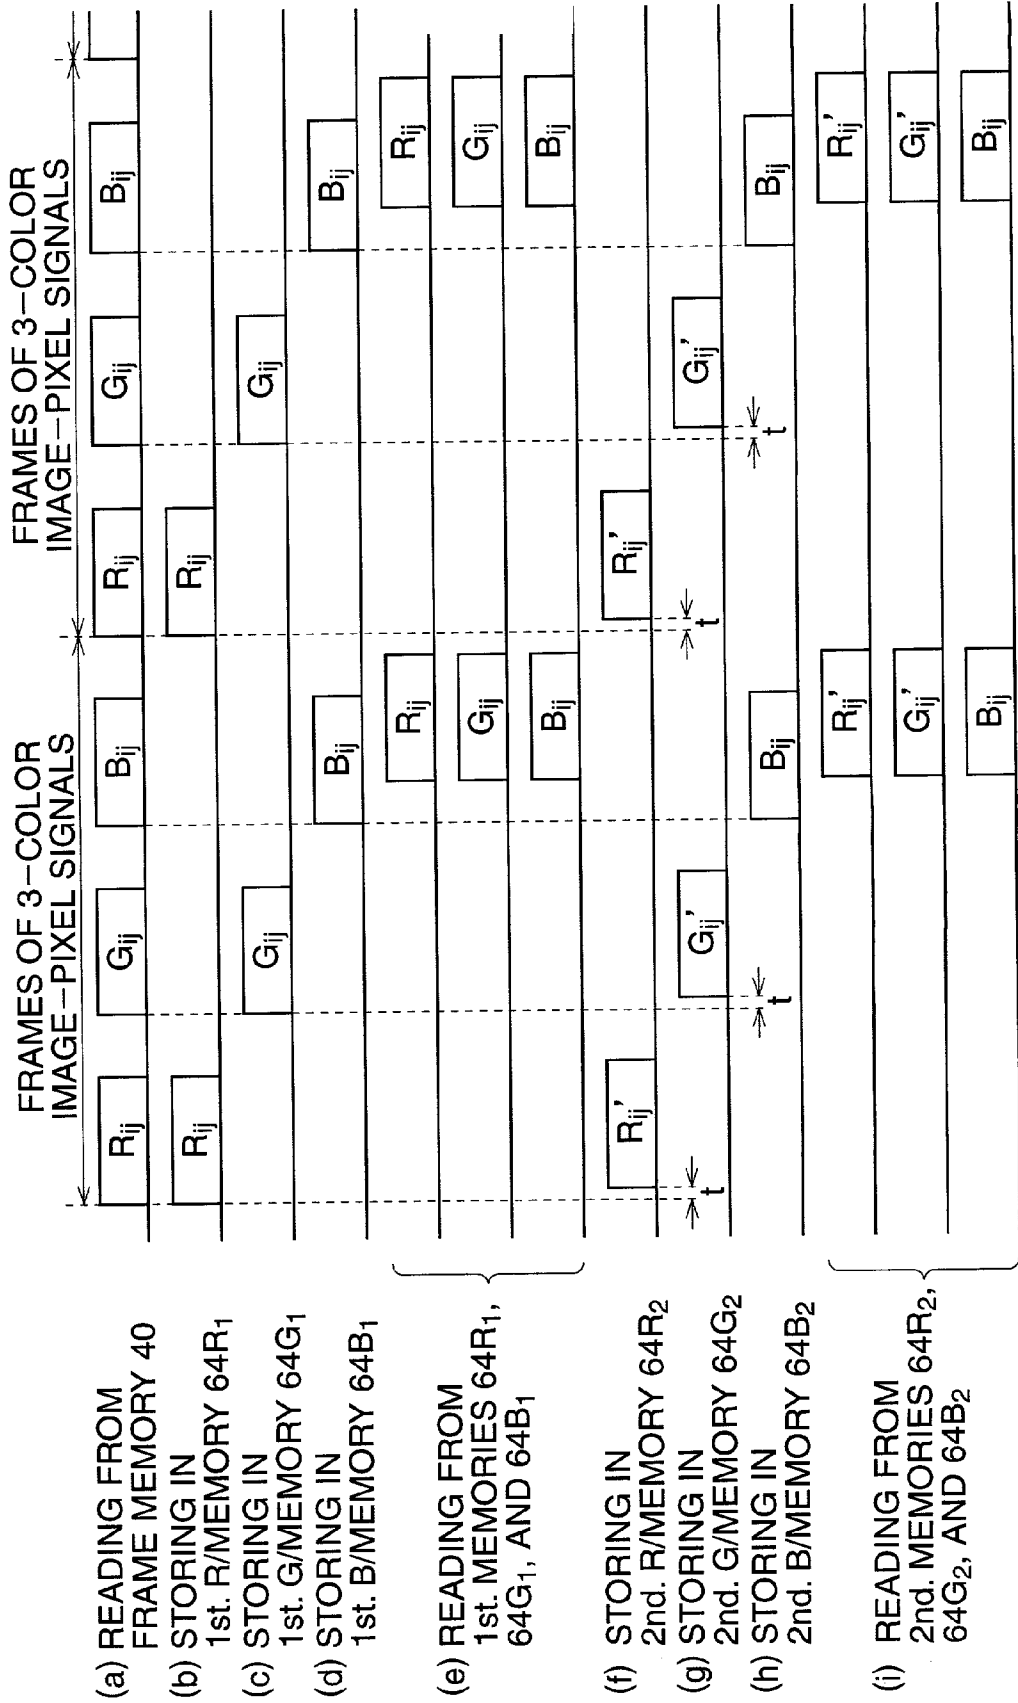 FRAMES OF 3-COLOR
IMAGE-PIXEL SIGNALS
FRAMES OF 3-COLOR
IMAGE-PIXEL SIGNALS
(a) READING FROM
FRAME MEMORY 40
Rij Gij Bij Rij Gij Bij
(b) STORING IN
1st. R/MEMORY 64R1
Rij Rij
(c) STORING IN
1st. G/MEMORY 64G1
Gij Gij
(d) STORING IN
1st. B/MEMORY 64B1
Bij Bij
(e) READING FROM
1st. MEMORIES 64R1,
64G1, AND 64B1
Rij Rij
Gij Gij
Bij Bij
(f) STORING IN
2nd. R/MEMORY 64R2
Rij' Rij'
t t
(g) STORING IN
2nd. G/MEMORY 64G2
Gij' Gij'
t t
(h) STORING IN
2nd. B/MEMORY 64B2
Bij Bij
(i) READING FROM
2nd. MEMORIES 64R2,
64G2, AND 64B2
Rij' Rij'
Gij' Gij'
Bij Bij